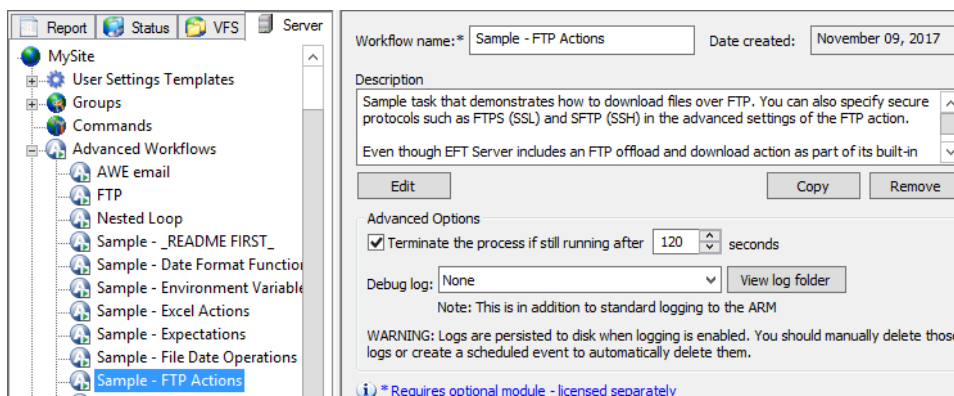 Report
Status
VFS
Server
MySite
User Settings Templates
Groups
Commands
Advanced Workflows
AWE email
FTP
Nested Loop
Sample - _README FIRST_
Sample - Date Format Function
Sample - Environment Variable
Sample - Excel Actions
Sample - Expectations
Sample - File Date Operations
Sample - FTP Actions
Workflow name:* Sample - FTP Actions Date created: November 09, 2017
Description
Sample task that demonstrates how to download files over FTP. You can also specify secure
protocols such as FTPS (SSL) and SFTP (SSH) in the advanced settings of the FTP action.
Even though EFT Server includes an FTP offload and download action as part of its built-in
Edit Copy Remove
Advanced Options
Terminate the process if still running after 120 seconds
Debug log: None View log folder
Note: This is in addition to standard logging to the ARM
WARNING: Logs are persisted to disk when logging is enabled. You should manually delete those
logs or create a scheduled event to automatically delete them.
* Requires optional module - licensed separately